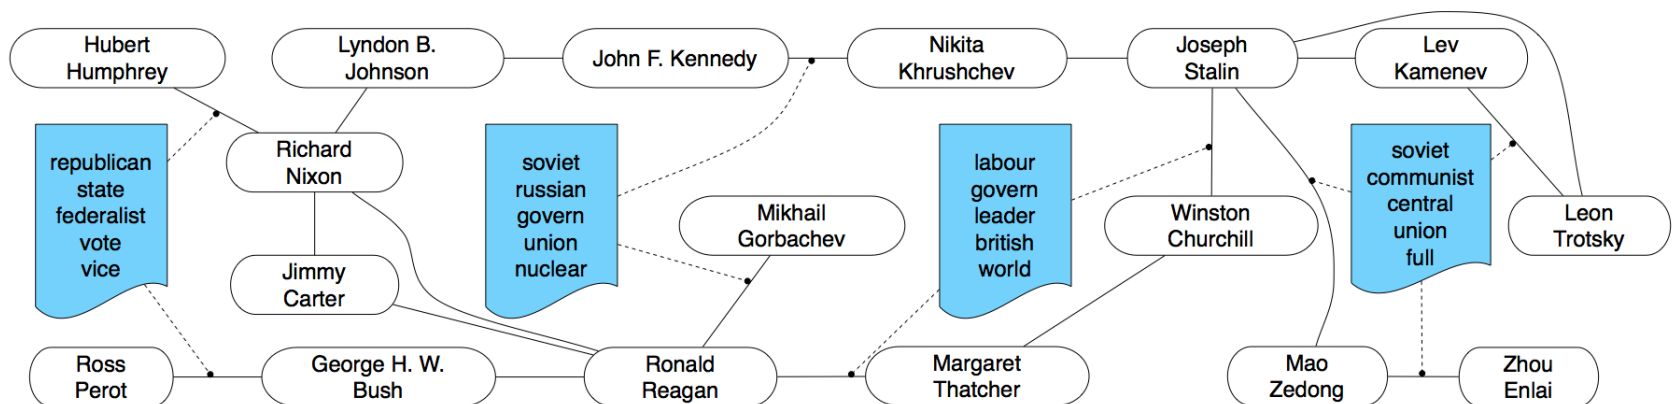 Hubert
Humphrey
Lyndon B.
Johnson
John F. Kennedy
Nikita
Khrushchev
Joseph
Stalin
Lev
Kamenev
republican
state
federalist
vote
vice
Richard
Nixon
soviet
russian
govern
union
nuclear
labour
govern
leader
british
world
soviet
communist
central
union
full
Mikhail
Gorbachev
Winston
Churchill
Leon
Trotsky
Jimmy
Carter
Ross
Perot
George H. W.
Bush
Ronald
Reagan
Margaret
Thatcher
Mao
Zedong
Zhou
Enlai